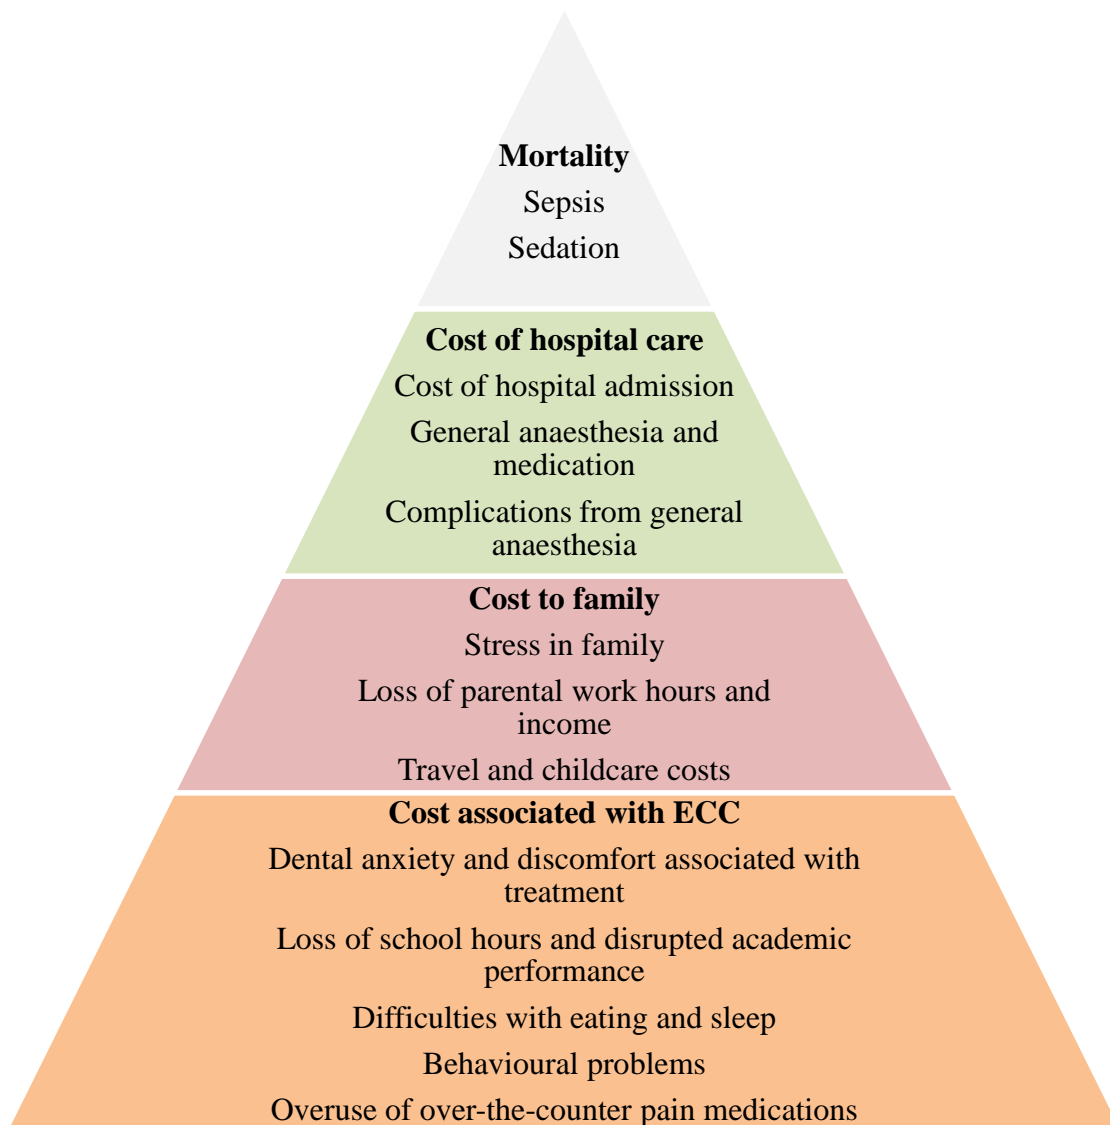 Mortality
Sepsis
Sedation
Cost of hospital care
Cost of hospital admission
General anaesthesia and
medication
Complications from general
anaesthesia
Cost to family
Stress in family
Loss of parental work hours and
income
Travel and childcare costs
Cost associated with ECC
Dental anxiety and discomfort associated with
treatment
Loss of school hours and disrupted academic
performance
Difficulties with eating and sleep
Behavioural problems
Overuse of over-the-counter pain medications